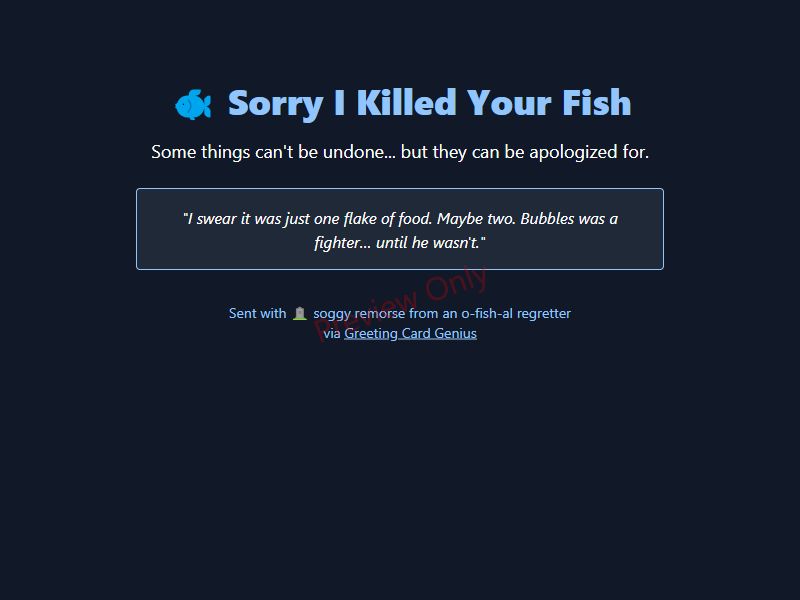 Sorry I Killed Your Fish
Some things can't be undone... but they can be apologized for.
"I swear it was just one flake of food. Maybe two. Bubbles was a
fighter... until he wasn't."
Preview Only
Sent with 🪦 soggy remorse from an o-fish-al regretter
via Greeting Card Genius